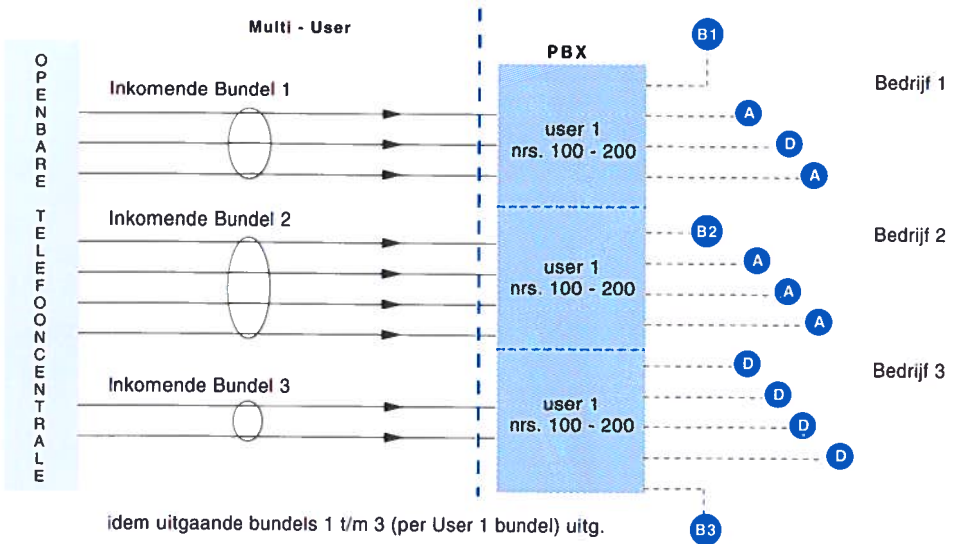 Multi - User
OPENBARE TELEFOONCENTRALE
PBX
B1
Inkomende Bundel 1
Bedrijf 1
user 1
nrs. 100 - 200
A
D
A
Inkomende Bundel 2
B2
Bedrijf 2
user 1
nrs. 100 - 200
A
A
A
Inkomende Bundel 3
D
Bedrijf 3
user 1
nrs. 100 - 200
D
D
D
B3
idem uitgaande bundels 1 t/m 3 (per User 1 bundel) uitg.